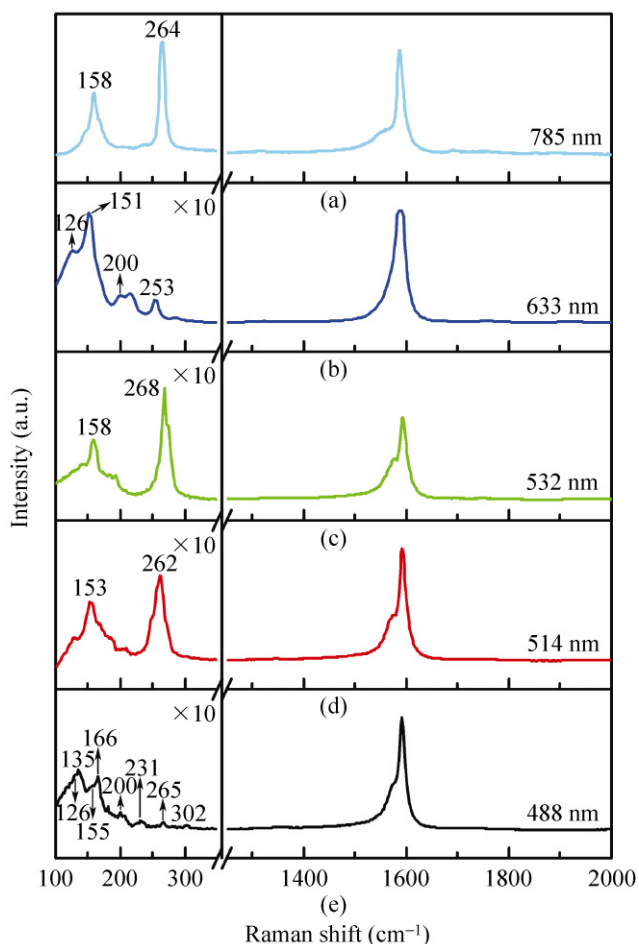 264
158
785 nm
(a)
×10
151
126
200
253
633 nm
(b)
×10
268
158
532 nm
(c)
×10
262
153
514 nm
(d)
×10
166
135
231
200
265
126
302
155
488 nm
100 200 300 1400 1600 1800 2000
(e)
Raman shift (cm⁻¹)
Intensity (a.u.)